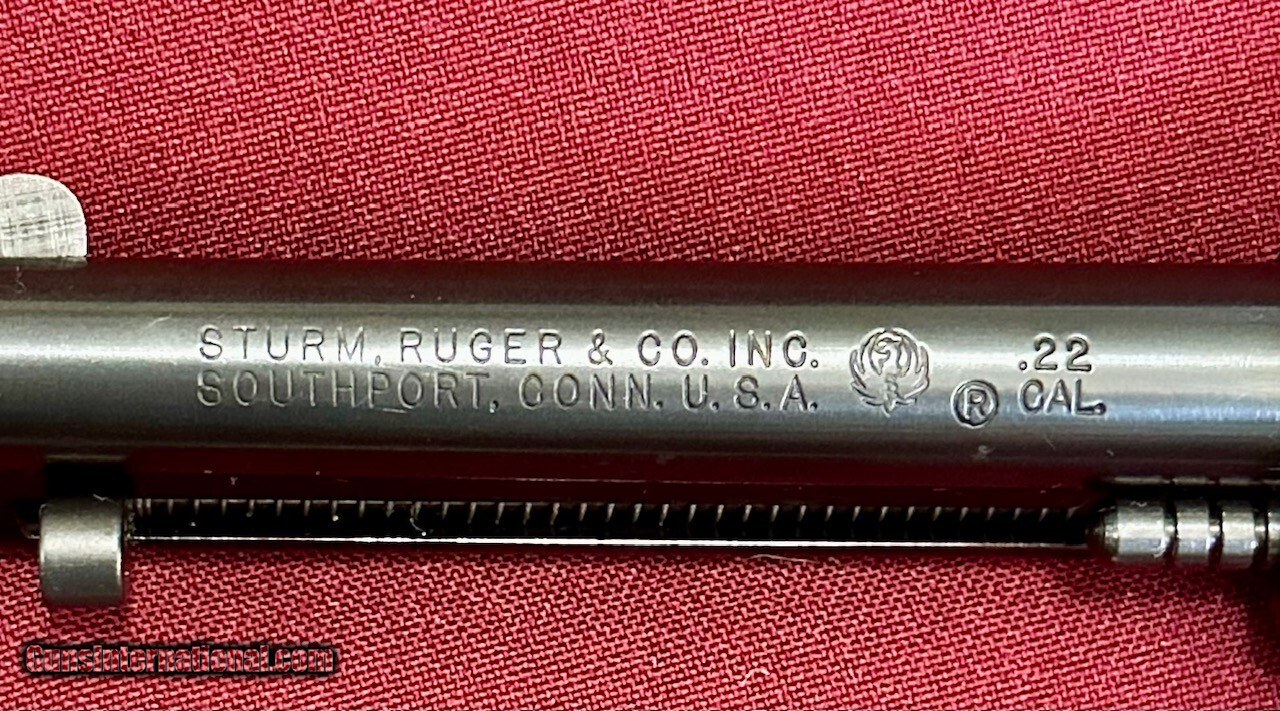 STURM, RUGER & CO. INC.
SOUTHPORT, CONN. U.S.A.
®
.22
CAL.
GunsInternational.com